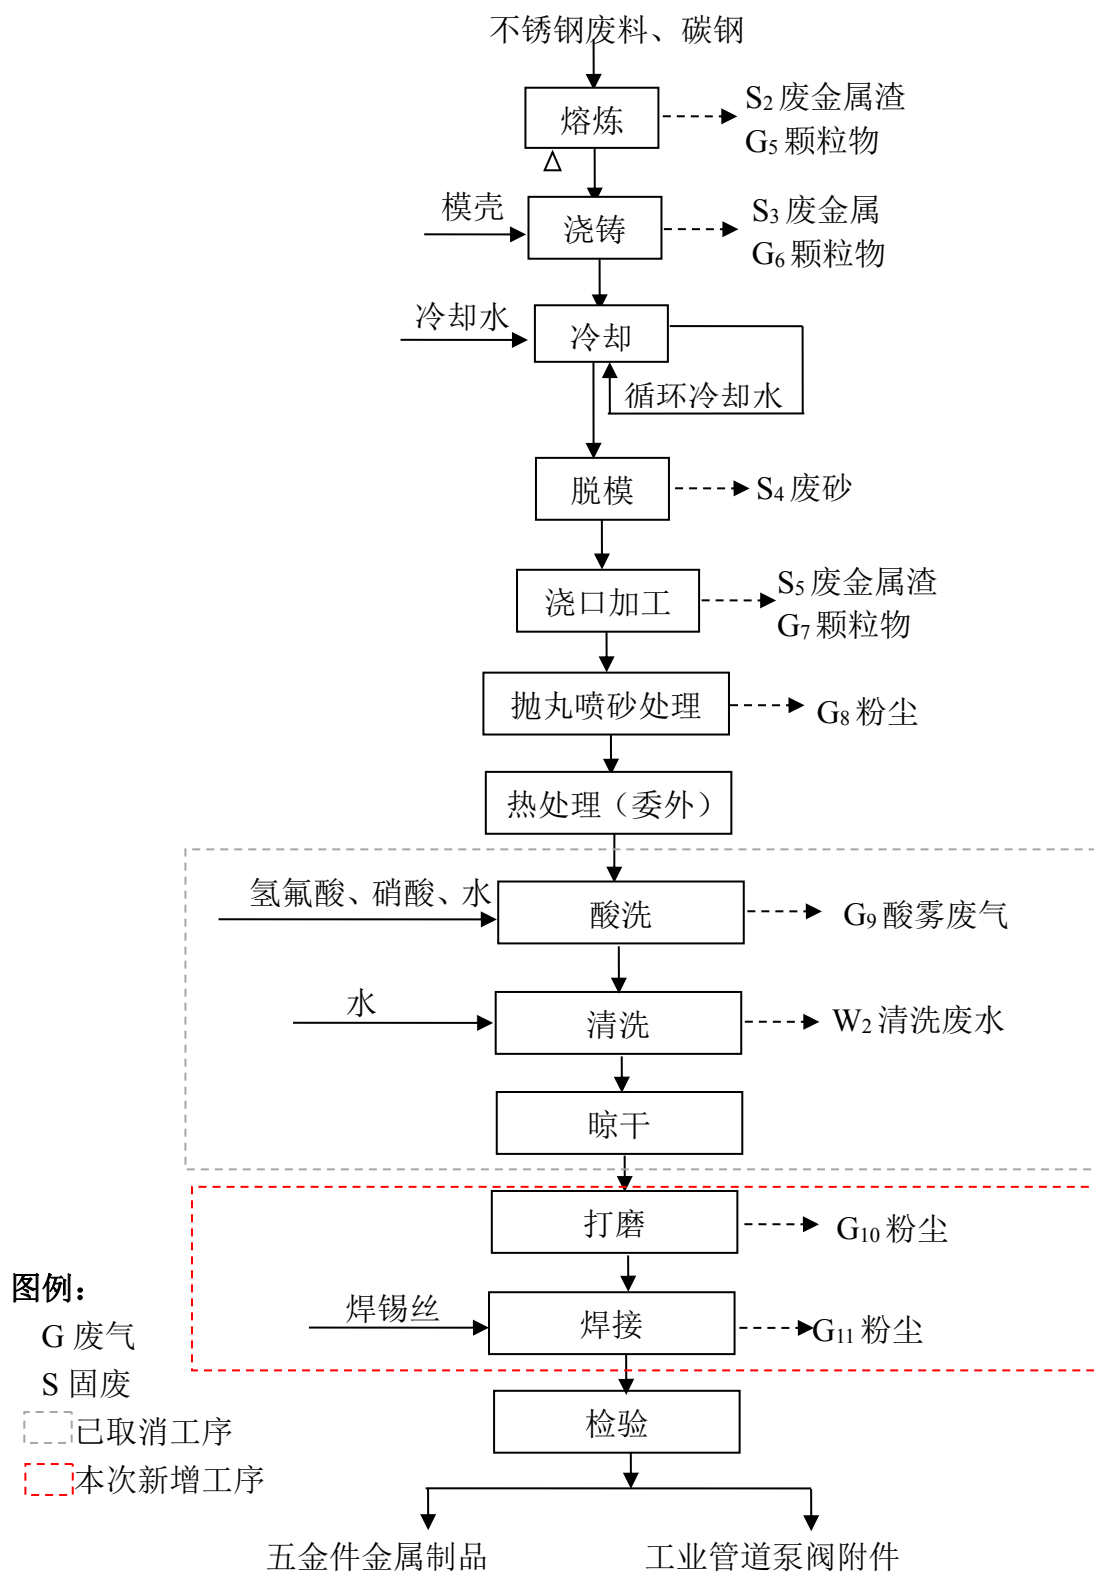 不锈钢废料、碳钢
熔炼
S2 废金属渣
G5 颗粒物
模壳
浇铸
S3 废金属
G6 颗粒物
冷却水
冷却
循环冷却水
脱模
S4 废砂
浇口加工
S5 废金属渣
G7 颗粒物
抛丸喷砂处理
G8 粉尘
热处理（委外）
氢氟酸、硝酸、水
酸洗
G9 酸雾废气
水
清洗
W2 清洗废水
晾干
打磨
G10 粉尘
焊锡丝
焊接
G11 粉尘
检验
五金件金属制品
工业管道泵阀附件
图例：
G 废气
S 固废
已取消工序
本次新增工序